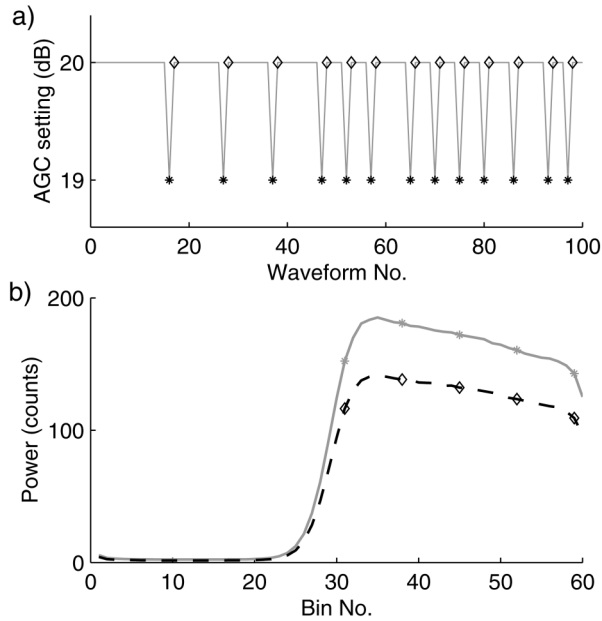 a)
20
19
AGC setting (dB)
0 20 40 60 80 100
Waveform No.
b)
200
100
0
Power (counts)
0 10 20 30 40 50 60
Bin No.